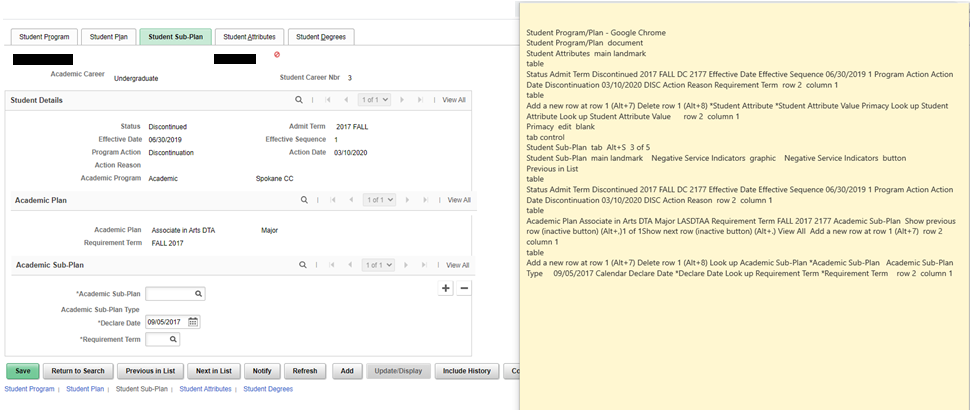 Student Program
Student Plan
Student Sub-Plan
Student Attributes
Student Degrees
Academic Career Undergraduate Student Career Nbr 3
Student Details 1 of 1 View All
Status Discontinued Admit Term 2017 FALL
Effective Date 06/30/2019 Effective Sequence 1
Program Action Discontinuation Action Date 03/10/2020
Action Reason
Academic Program Academic Spokane CC
Academic Plan 1 of 1 View All
Academic Plan Associate in Arts DTA Major
Requirement Term FALL 2017
Academic Sub-Plan 1 of 1 View All
*Academic Sub-Plan
Academic Sub-Plan Type
*Declare Date 09/05/2017
*Requirement Term
Save Return to Search Previous in List Next in List Notify Refresh Add Update/Display Include History Co
Student Program | Student Plan | Student Sub-Plan | Student Attributes | Student Degrees
Student Program/Plan - Google Chrome
Student Program/Plan document
Student Attributes main landmark
table
Status Admit Term Discontinued 2017 FALL DC 2177 Effective Date Effective Sequence 06/30/2019 1 Program Action Action
Date Discontinuation 03/10/2020 DISC Action Reason Requirement Term row 2 column 1
table
Add a new row at row 1 (Alt+7) Delete row 1 (Alt+8) *Student Attribute *Student Attribute Value Primacy Look up Student
Attribute Look up Student Attribute Value row 2 column 1
Primacy edit blank
tab control
Student Sub-Plan tab Alt+S 3 of 5
Student Sub-Plan main landmark Negative Service Indicators graphic Negative Service Indicators button
Previous in List
table
Status Admit Term Discontinued 2017 FALL DC 2177 Effective Date Effective Sequence 06/30/2019 1 Program Action Action
Date Discontinuation 03/10/2020 DISC Action Reason row 2 column 1
table
Academic Plan Associate in Arts DTA Major LASDTAA Requirement Term FALL 2017 2177 Academic Sub-Plan Show previous
row (inactive button) (Alt+,)1 of 1Show next row (inactive button) (Alt+.) View All Add a new row at row 1 (Alt+7) row 2
column 1
table
Add a new row at row 1 (Alt+7) Delete row 1 (Alt+8) Look up Academic Sub-Plan *Academic Sub-Plan Academic Sub-Plan
Type 09/05/2017 Calendar Declare Date *Declare Date Look up Requirement Term *Requirement Term row 2 column 1